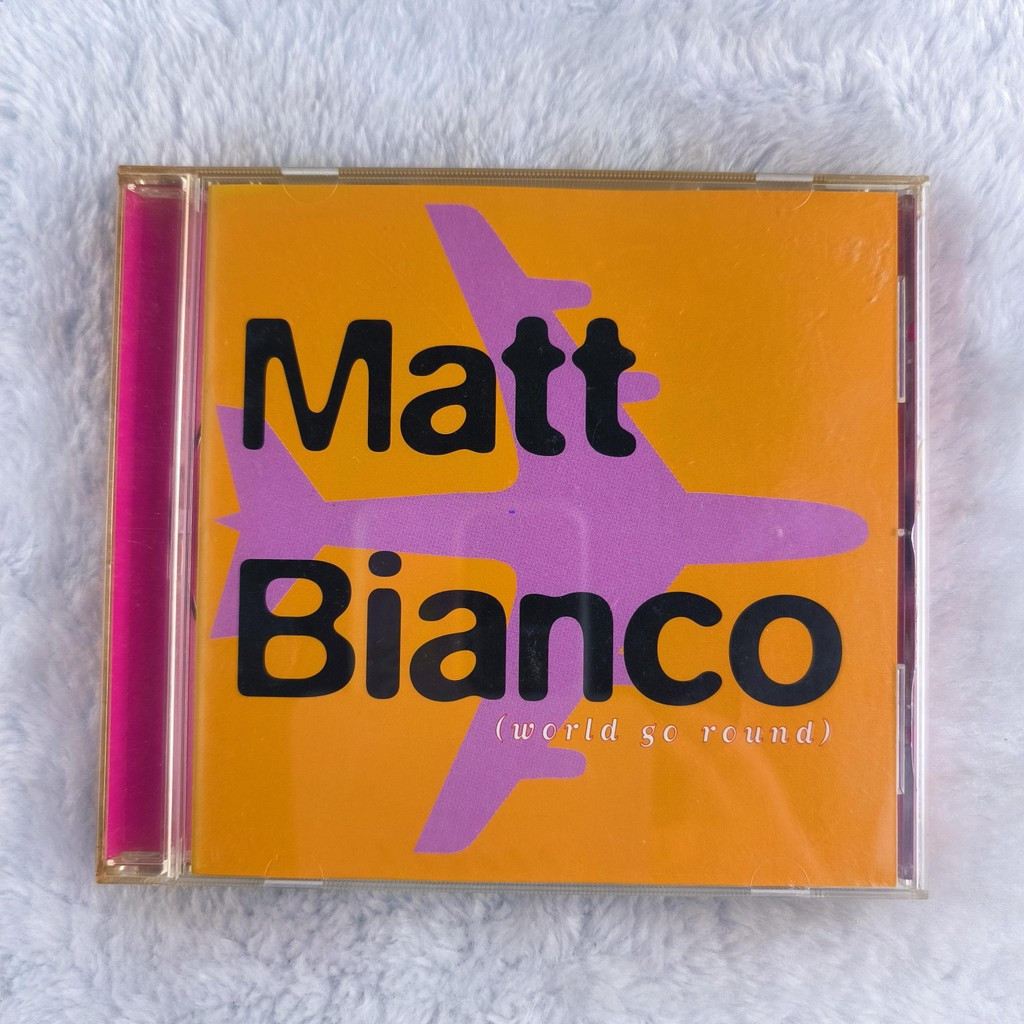 Matt
Bianco
(world go round)